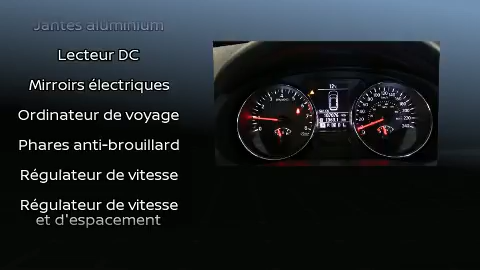 Jantes aluminium
Lecteur DC
Mirroirs électriques
Ordinateur de voyage
Phares anti-brouillard
Régulateur de vitesse
Régulateur de vitesse
et d'espacement